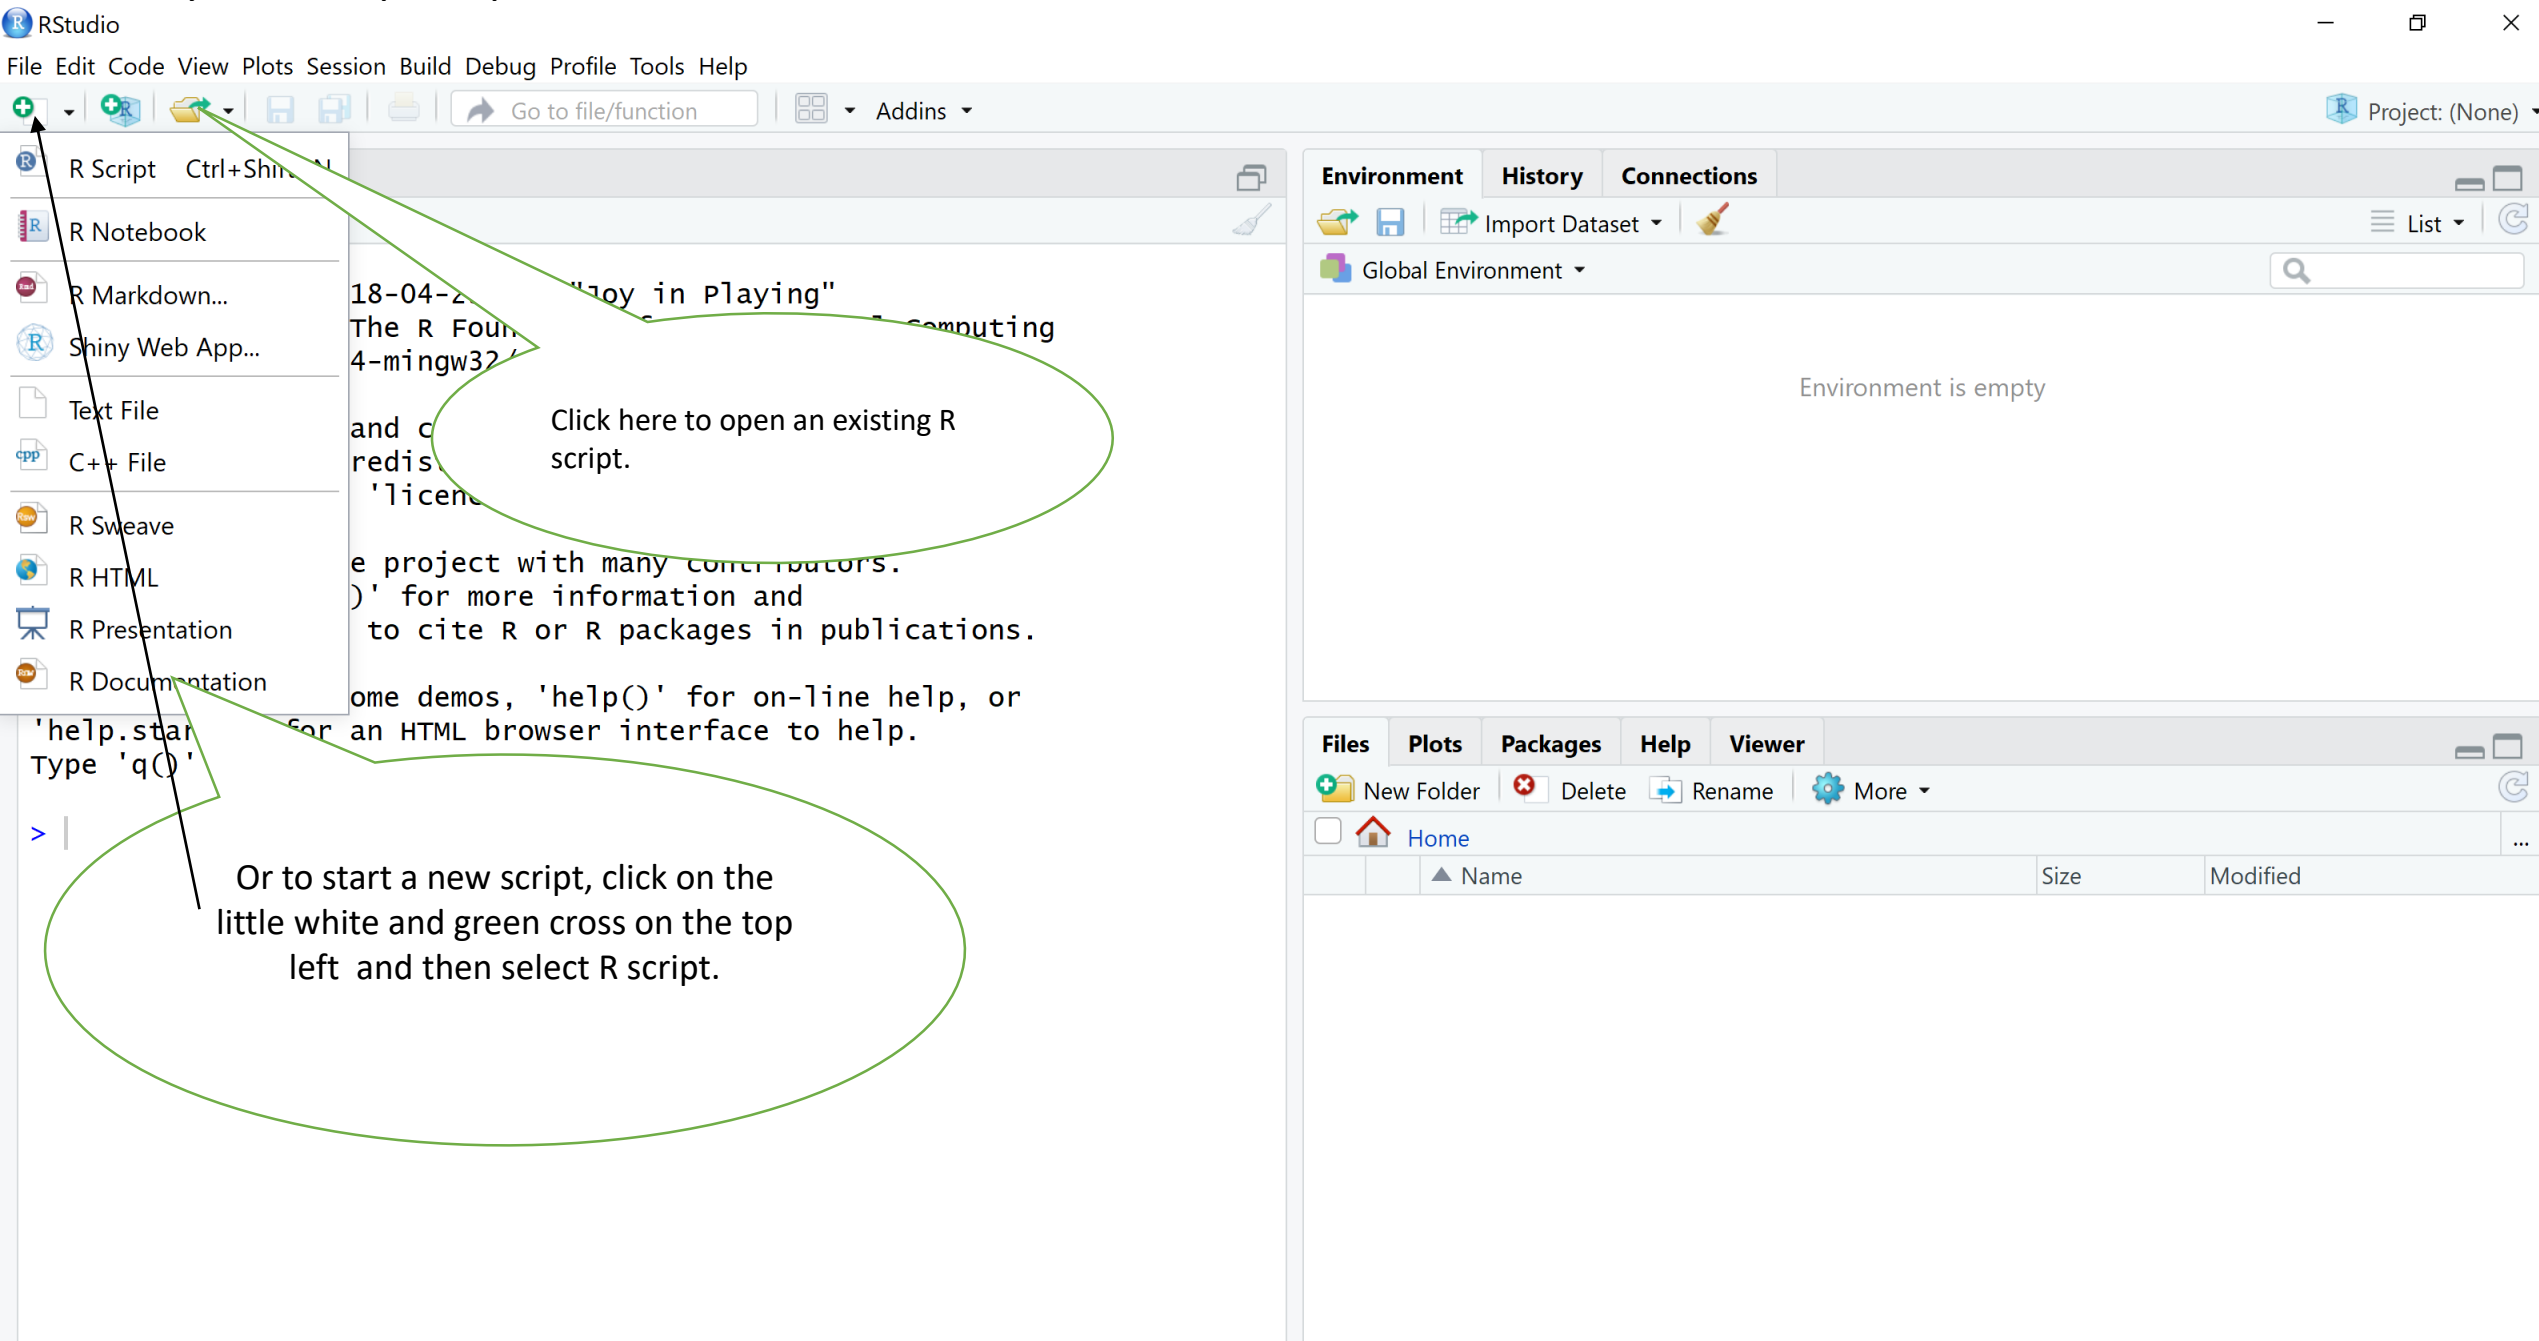 RStudio
File Edit Code View Plots Session Build Debug Profile Tools Help
Go to file/function
Addins
Project: (None)
R Script Ctrl+Shift N
R Notebook
R Markdown...
Shiny Web App...
Text File
C++ File
R Sweave
R HTML
R Presentation
R Documentation
"Joy in Playing"
The R Computing
and
'licen
e project with many contributors.
)' for more information and
to cite R or R packages in publications.
ome demos, 'help()' for on-line help, or
'help.star for an HTML browser interface to help.
Type 'q()'
>
Click here to open an existing R
script.
Or to start a new script, click on the
little white and green cross on the top
left and then select R script.
Environment History Connections
Import Dataset
List
Global Environment
Environment is empty
Files Plots Packages Help Viewer
New Folder Delete Rename More
Home
...
Name Size Modified